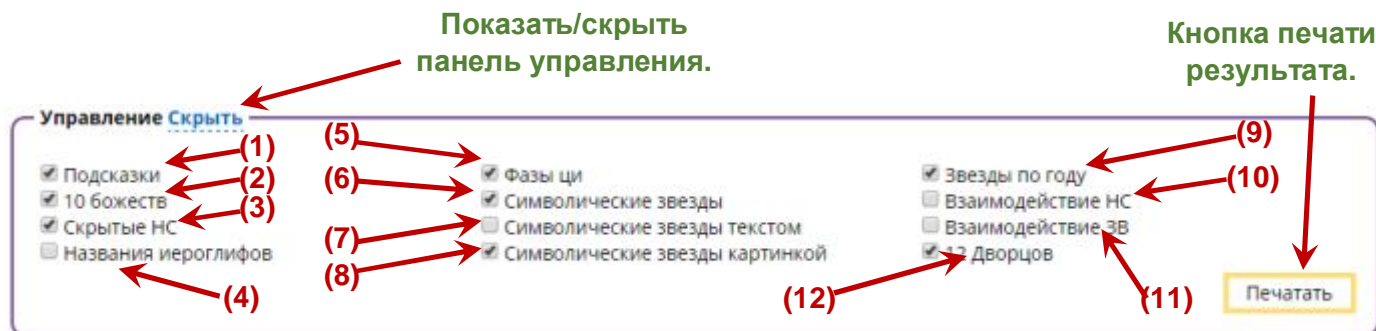 Показать/скрыть
панель управления.
Кнопка печати
результата.
Управление Скрыть
(1)
(5)
(9)
Подсказки
Фазы ци
Звезды по году
(2)
(6)
(10)
10 божеств
Символические звезды
Взаимодействие НС
(3)
Скрытые НС
Символические звезды текстом
Взаимодействие ЗВ
(7)
Названия иероглифов
Символические звезды картинкой
12 Дворцов
(8)
(4)
(12)
(11)
Печатать